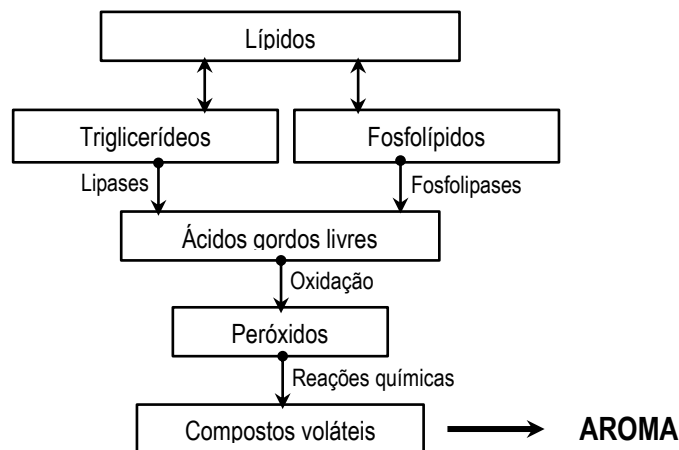 Lípidos
Triglicerídeos
Fosfolípidos
Lipases
Fosfolipases
Ácidos gordos livres
Oxidação
Peróxidos
Reações químicas
Compostos voláteis
AROMA